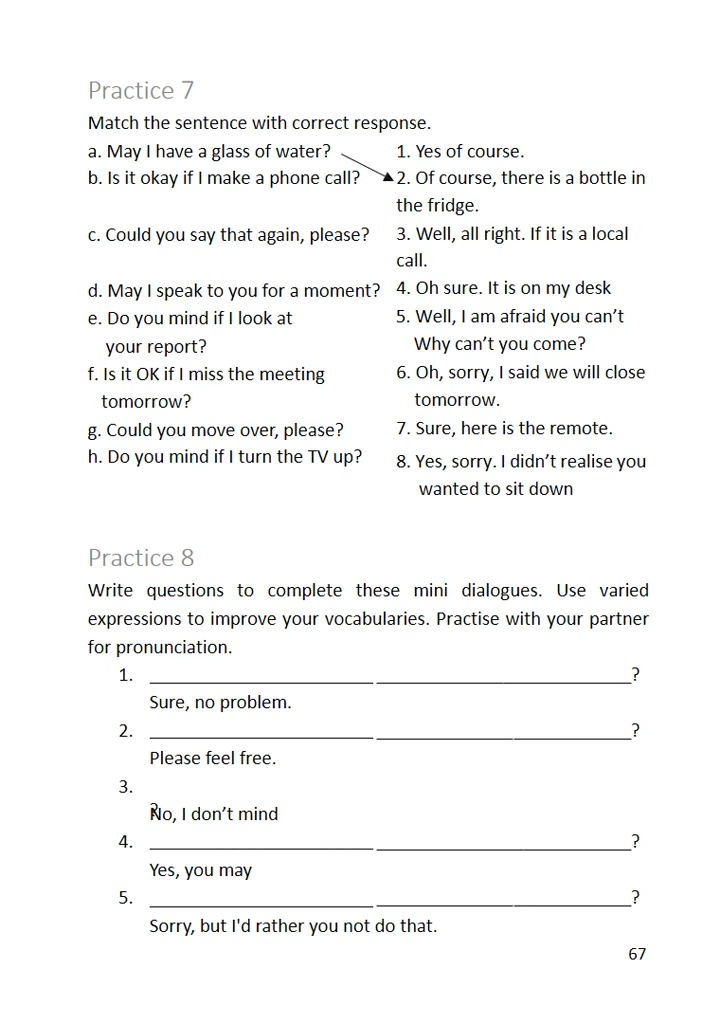 Practice 7
Match the sentence with correct response.
a. May I have a glass of water?
b. Is it okay if I make a phone call?
c. Could you say that again, please?
d. May I speak to you for a moment?
e. Do you mind if I look at
your report?
f. Is it OK if I miss the meeting
tomorrow?
g. Could you move over, please?
h. Do you mind if I turn the TV up?
1. Yes of course.
2. Of course, there is a bottle in
the fridge.
3. Well, all right. If it is a local
call.
4. Oh sure. It is on my desk
5. Well, I am afraid you can’t
Why can’t you come?
6. Oh, sorry, I said we will close
tomorrow.
7. Sure, here is the remote.
8. Yes, sorry. I didn’t realise you
wanted to sit down
Practice 8
Write questions to complete these mini dialogues. Use varied
expressions to improve your vocabularies. Practise with your partner
for pronunciation.
1. ______________________ _________________________?
Sure, no problem.
2. ______________________ _________________________?
Please feel free.
3.
?
No, I don’t mind
4. ______________________ _________________________?
Yes, you may
5. ______________________ _________________________?
Sorry, but I'd rather you not do that.
67